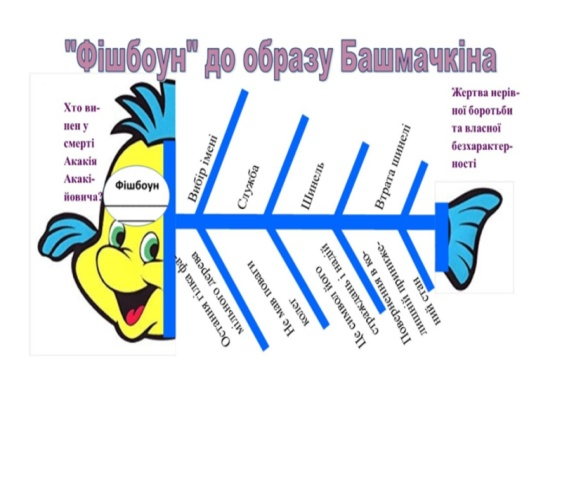 "Фішбоун" до образу Башмачкіна
Хто ви-
нен у
смерті
Акакія
Акакі-
йовича?
Фішбоун
Вибір імені
Служба
Шинель
Втрата шинелі
Остання гілка фа-
мільного дерева
Не мав поваги
колег
Це символ його
страждань і надій
Повернення в ко-
лишній принижe-
ний стан
Жертва нерів-
ної боротьби
та власної
безхарактер-
ності